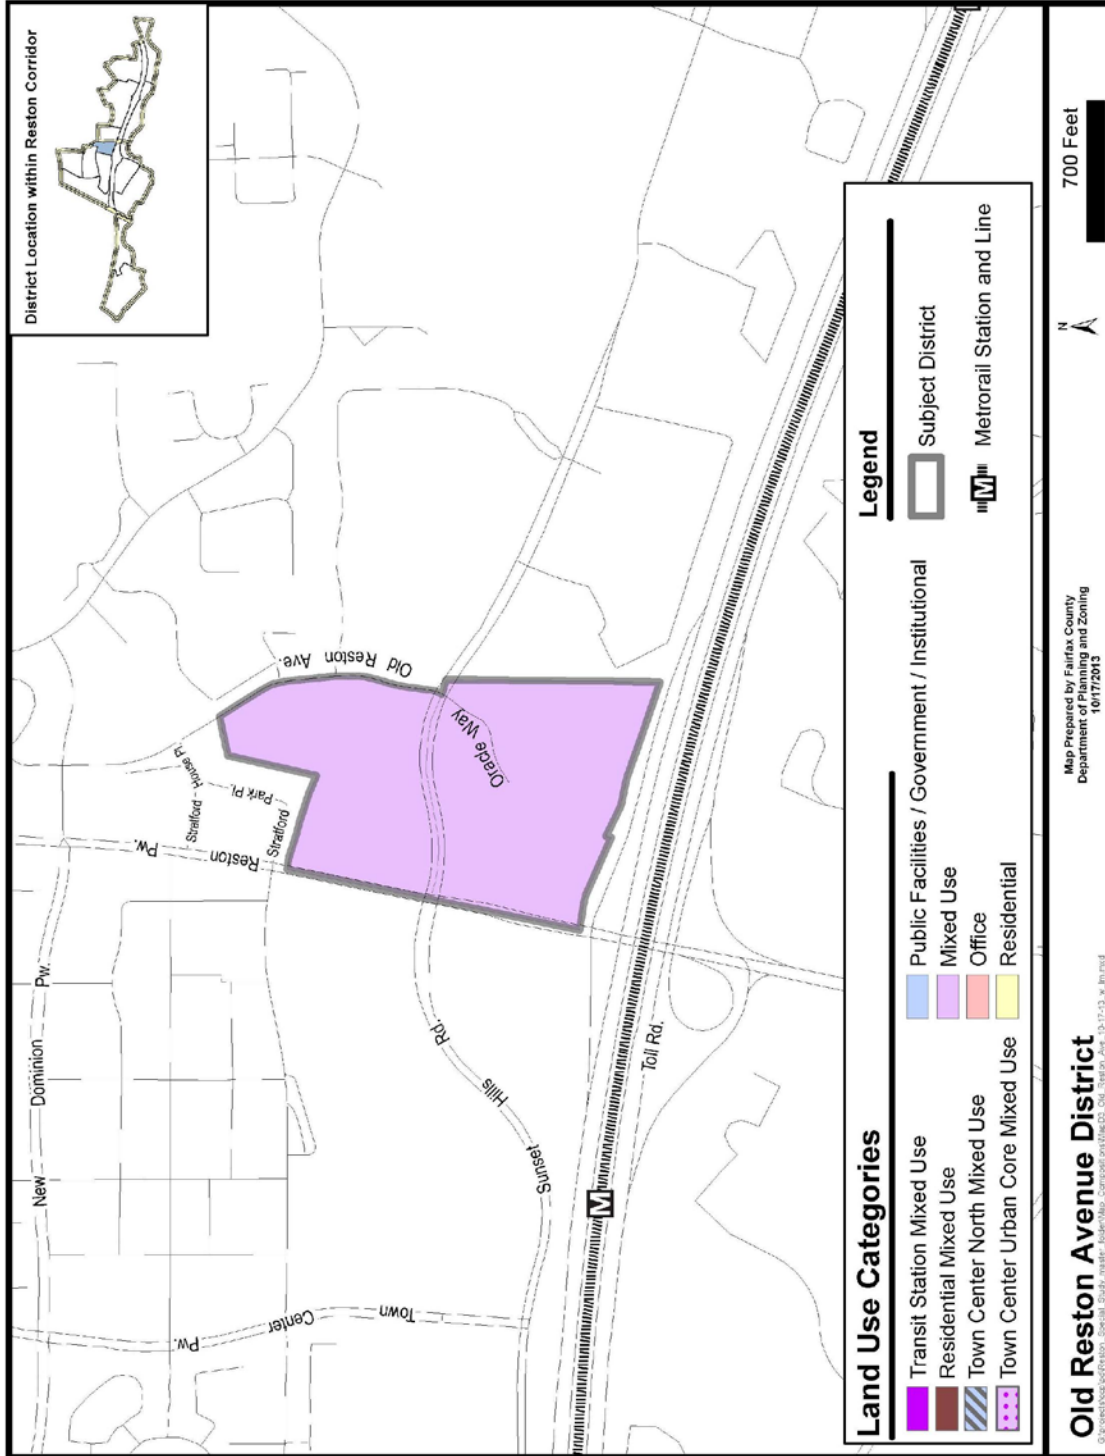 District Location within Reston Corridor
New Dominion Pw.
Town Center Pw.
Reston Pw.
Stratford House Pl.
Stratford Park Pl.
Old Reston Ave.
Oracle Way
Sunset Hills Rd.
Toll Rd.
M
Land Use Categories
Transit Station Mixed Use
Residential Mixed Use
Town Center North Mixed Use
Town Center Urban Core Mixed Use
Public Facilities / Government / Institutional
Mixed Use
Office
Residential
Legend
Subject District
M
Metrorail Station and Line
Old Reston Avenue District
Map Prepared by Fairfax County
Department of Planning and Zoning
10/17/2013
N
700 Feet